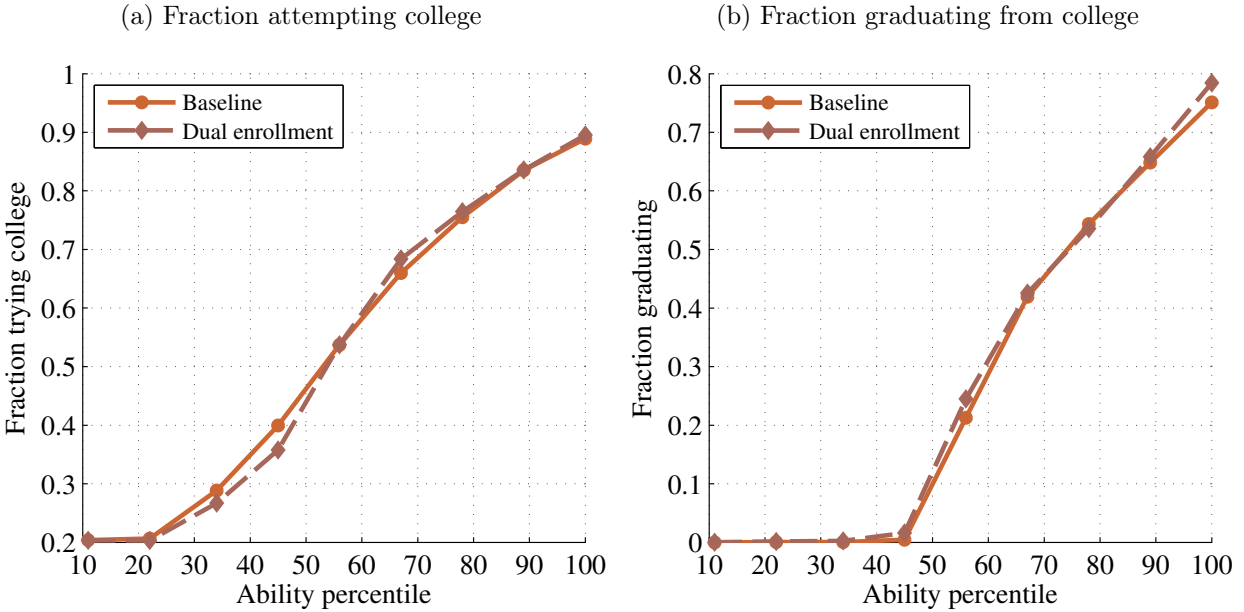 (a) Fraction attempting college
1
0.9
0.8
0.7
0.6
0.5
0.4
0.3
0.2
Fraction trying college
Baseline
Dual enrollment
10 20 30 40 50 60 70 80 90 100
Ability percentile
(b) Fraction graduating from college
0.8
0.7
0.6
0.5
0.4
0.3
0.2
0.1
0
Fraction graduating
Baseline
Dual enrollment
10 20 30 40 50 60 70 80 90 100
Ability percentile